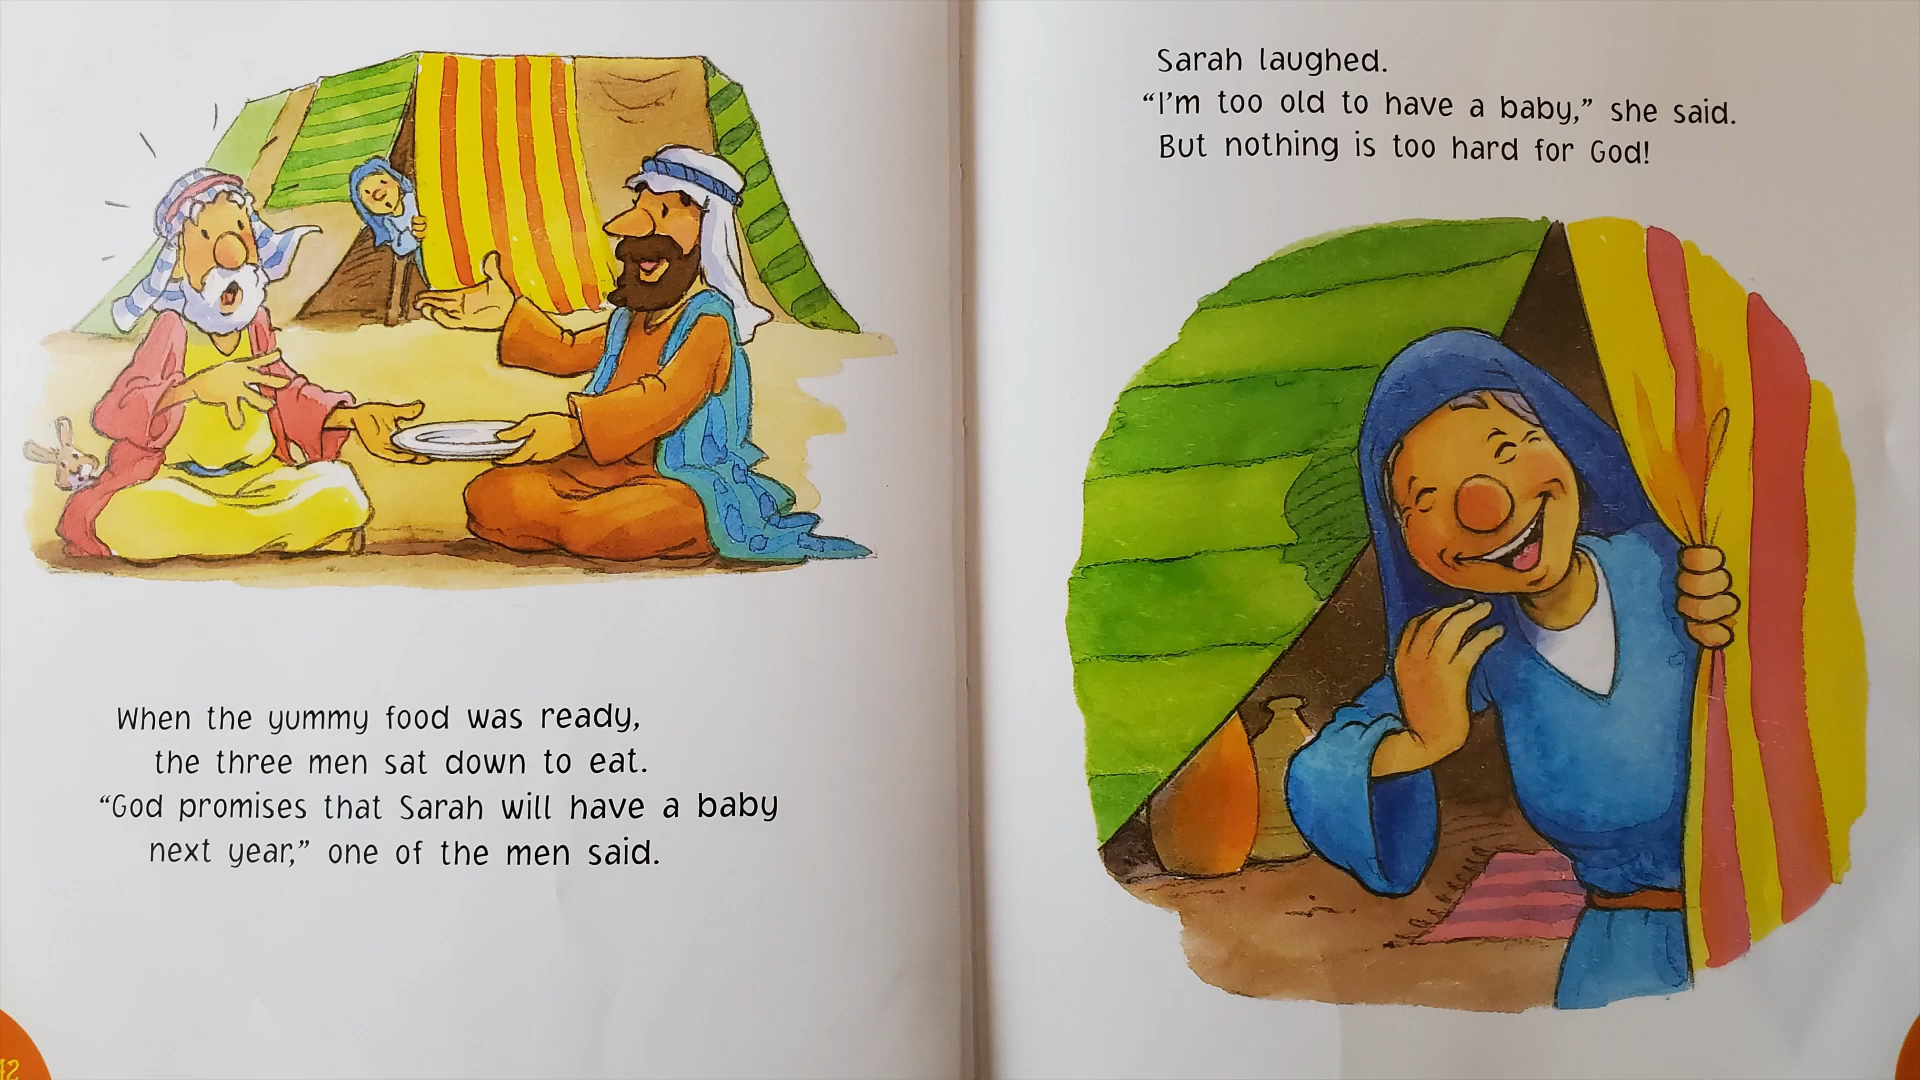 When the yummy food was ready,
the three men sat down to eat.
“God promises that Sarah will have a baby
next year,” one of the men said.
Sarah laughed.
“I’m too old to have a baby,” she said.
But nothing is too hard for God!